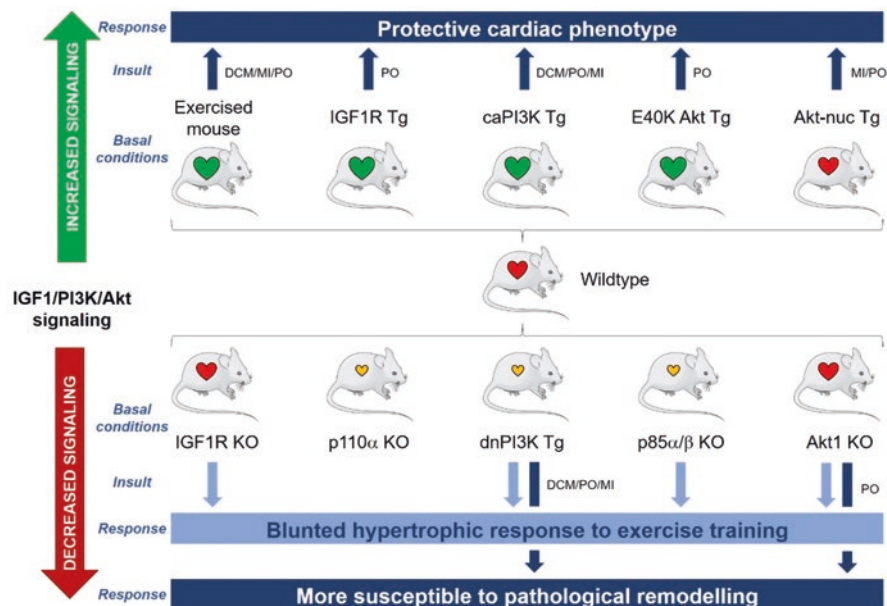 Response
Protective cardiac phenotype
Insult
DCM/MI/PO
PO
DCM/PO/MI
PO
MI/PO
Exercised
mouse
IGF1R Tg
caPI3K Tg
E40K Akt Tg
Akt-nuc Tg
Basal
conditions
INCREASED SIGNALING
Wildtype
IGF1/PI3K/Akt
signaling
DECREASED SIGNALING
Basal
conditions
IGF1R KO
p110α KO
dnPI3K Tg
p85α/β KO
Akt1 KO
Insult
DCM/PO/MI
PO
Response
Blunted hypertrophic response to exercise training
Response
More susceptible to pathological remodelling